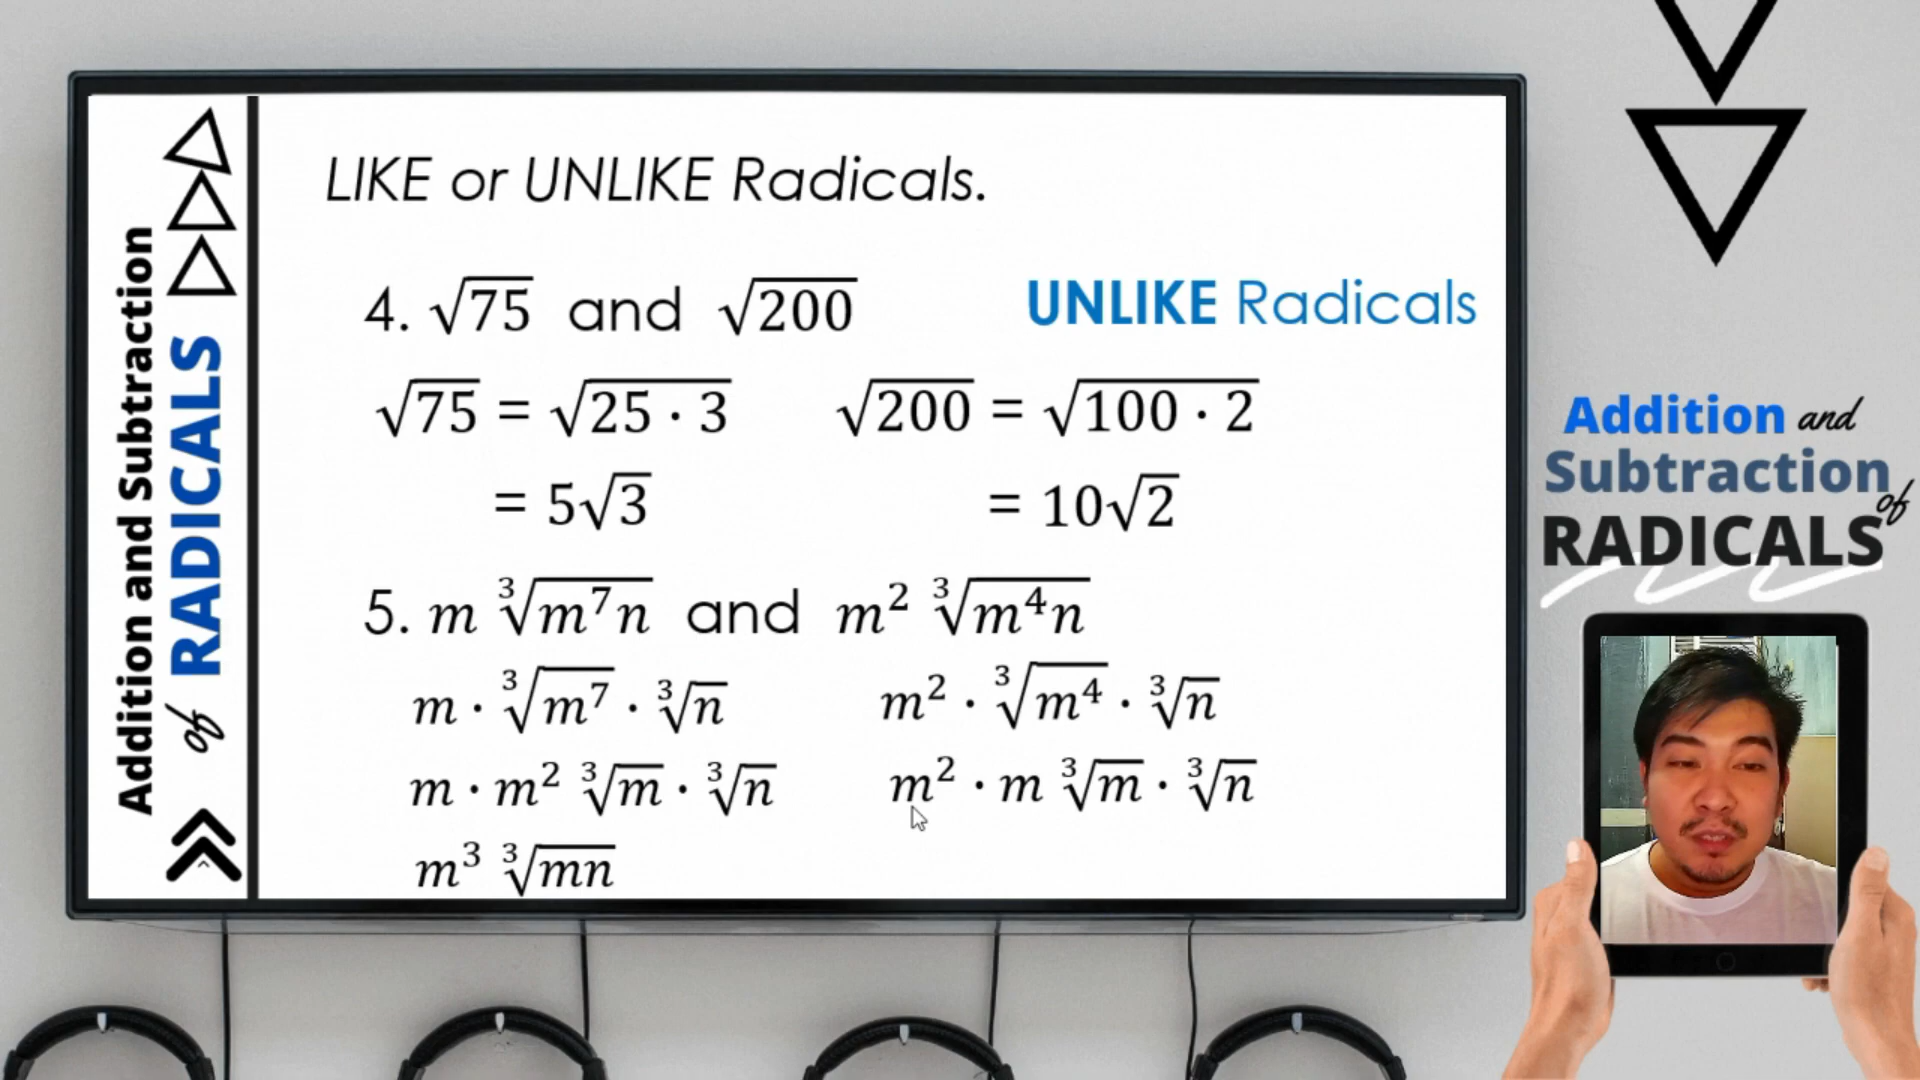 Addition and Subtraction
of RADICALS
LIKE or UNLIKE Radicals.
4. √75 and √200 UNLIKE Radicals
√75 = √25 · 3 √200 = √100 · 2
= 5√3 = 10√2
5. m ∛m⁷n and m² ∛m⁴n
m · ∛m⁷ · ∛n m² · ∛m⁴ · ∛n
m · m² ∛m · ∛n m² · m ∛m · ∛n
m³ ∛mn
Addition and
Subtraction
of
RADICALS